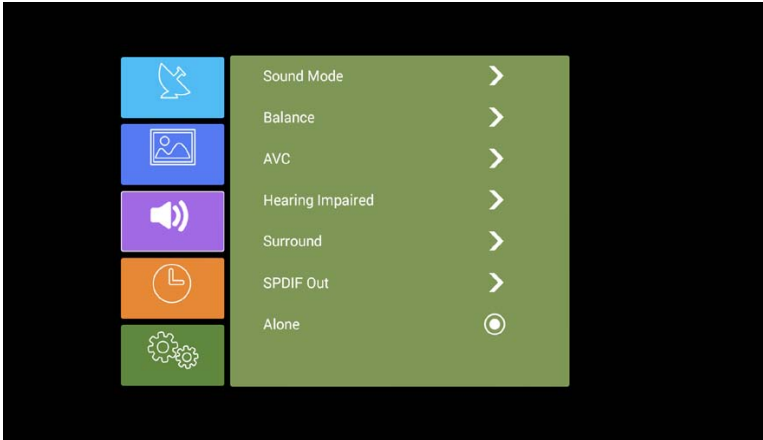 Sound Mode
Balance
AVC
Hearing Impaired
Surround
SPDIF Out
Alone